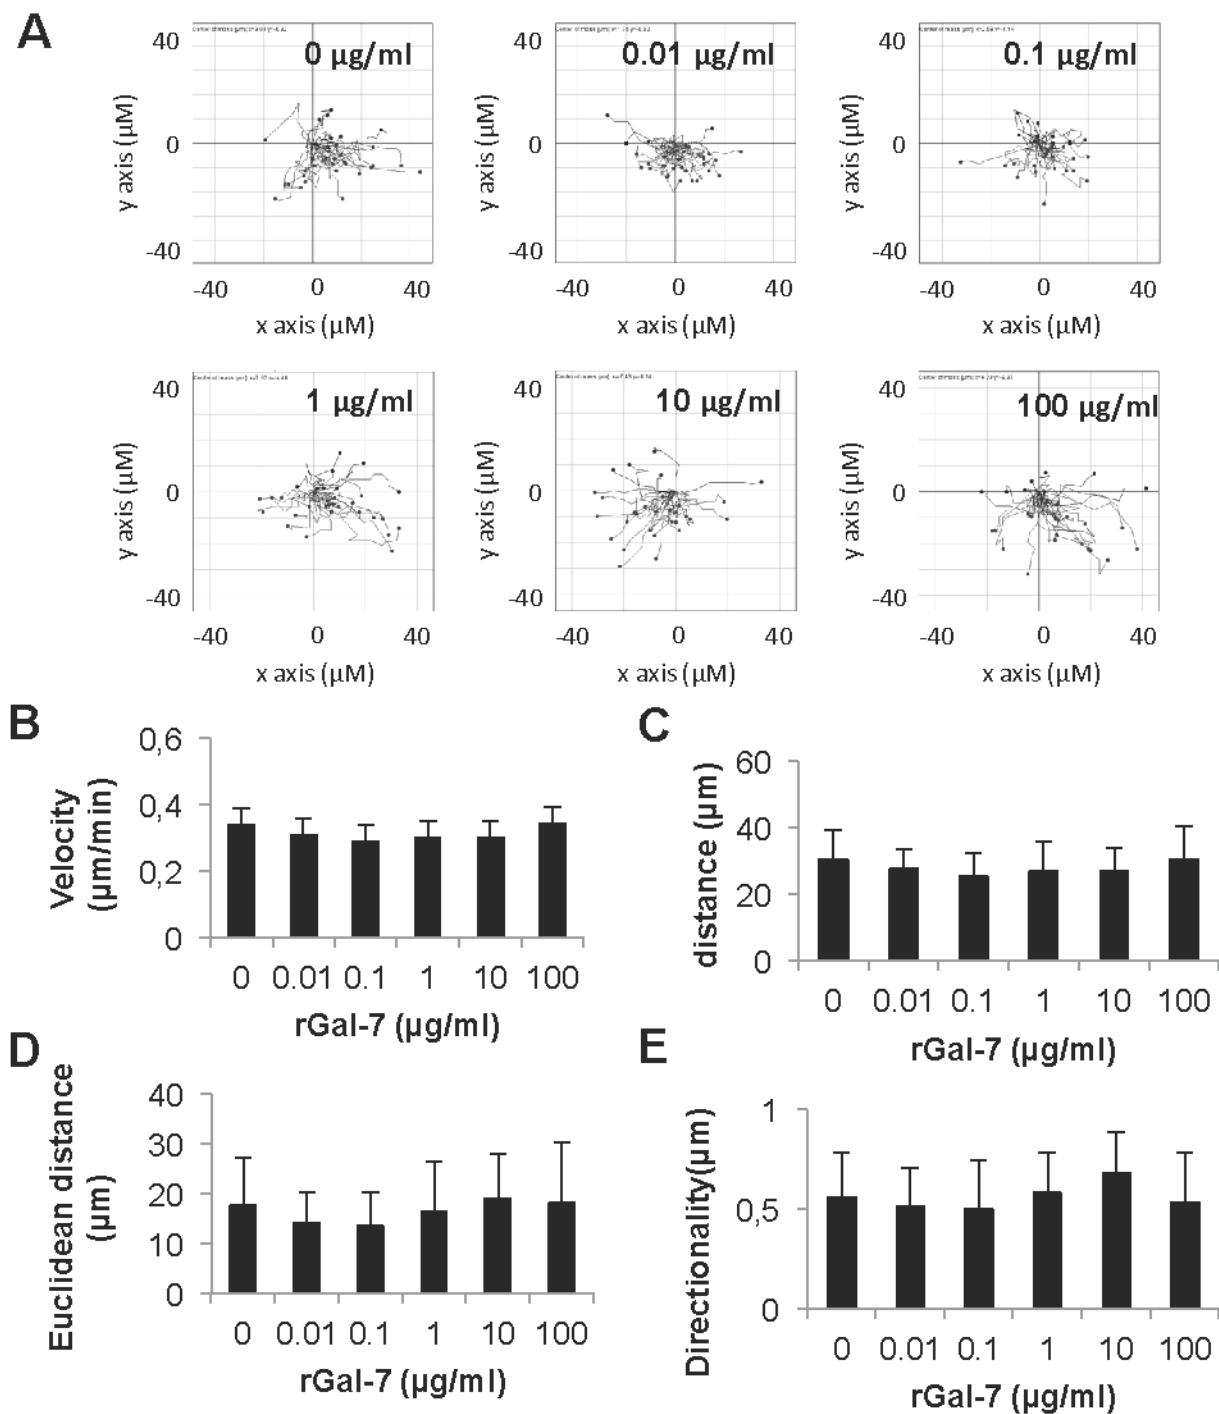 A
0 µg/ml
0.01 µg/ml
0.1 µg/ml
40
0
-40
y axis (µM)
-40 0 40
x axis (µM)
40
0
-40
y axis (µM)
-40 0 40
x axis (µM)
40
0
-40
y axis (µM)
-40 0 40
x axis (µM)
1 µg/ml
10 µg/ml
100 µg/ml
40
0
-40
y axis (µM)
-40 0 40
x axis (µM)
40
0
-40
y axis (µM)
-40 0 40
x axis (µM)
40
0
-40
y axis (µM)
-40 0 40
x axis (µM)
B
Velocity
(µm/min)
0,6
0,4
0,2
0
0 0.01 0.1 1 10 100
rGal-7 (µg/ml)
C
distance (µm)
60
40
20
0
0 0.01 0.1 1 10 100
rGal-7 (µg/ml)
D
Euclidean distance
(µm)
40
30
20
10
0
0 0.01 0.1 1 10 100
rGal-7 (µg/ml)
E
Directionality(µm)
1
0,5
0
0 0.01 0.1 1 10 100
rGal-7 (µg/ml)